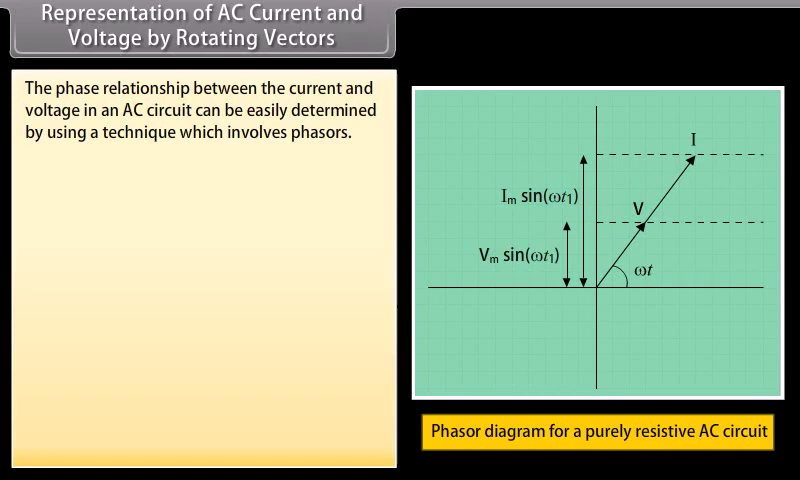 Representation of AC Current and
Voltage by Rotating Vectors
The phase relationship between the current and
voltage in an AC circuit can be easily determined
by using a technique which involves phasors.
I
Iₘ sin(ωt₁)
V
Vₘ sin(ωt₁)
ωt
Phasor diagram for a purely resistive AC circuit